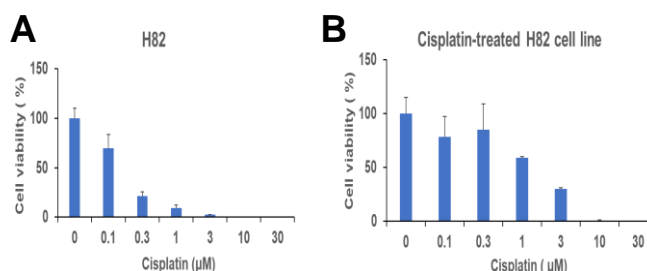 A
H82
Cell viability ( %)
150
100
50
0
0 0.1 0.3 1 3 10 30
Cisplatin (µM)
B
Cisplatin-treated H82 cell line
Cell viability ( %)
150
100
50
0
0 0.1 0.3 1 3 10 30
Cisplatin ( µM)